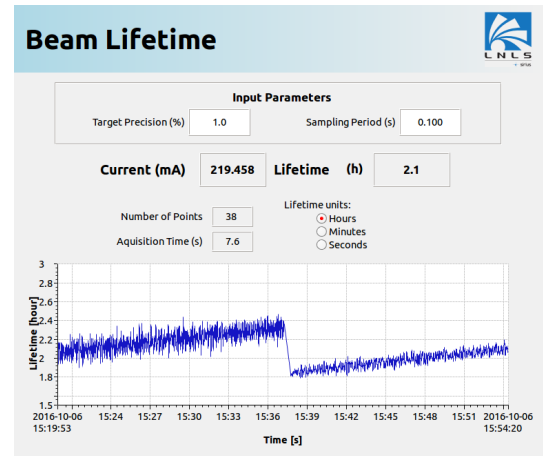 Beam Lifetime
LNLS
Input Parameters
Target Precision (%) 1.0 Sampling Period (s) 0.100
Current (mA) 219.458 Lifetime (h) 2.1
Number of Points 38
Aquisition Time (s) 7.6
Lifetime units:
Hours
Minutes
Seconds
Lifetime [hour]
3
2.8
2.6
2.4
2.2
2
1.8
1.5
2016-10-06 15:24 15:27 15:30 15:33 15:36 15:39 15:42 15:45 15:48 15:51 2016-10-06
15:19:53 15:54:20
Time [s]